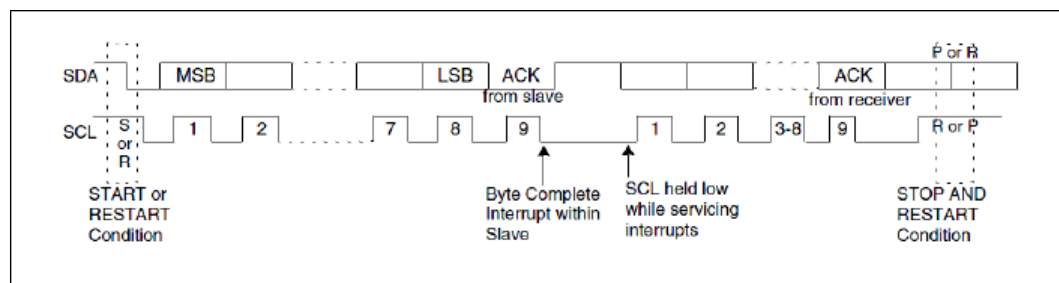 P or R
SDA MSB LSB ACK ACK
from slave from receiver
SCL S or R 1 2 7 8 9 1 2 3-8 9 R or P
START or
RESTART
Condition
Byte Complete
Interrupt within
Slave
SCL held low
while servicing
interrupts
STOP AND
RESTART
Condition